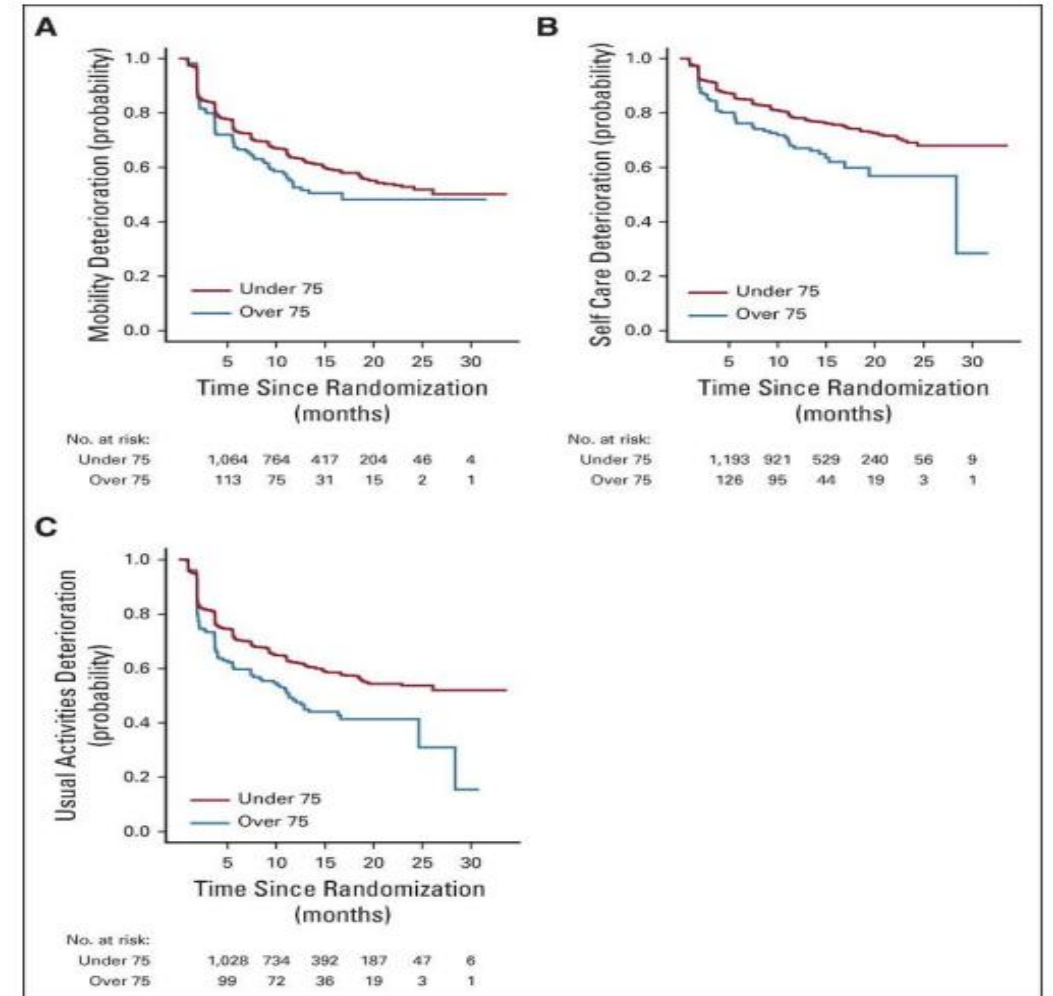 A
Mobility Deterioration (probability)
1.0
0.8
0.6
0.4
0.2
0.0
Under 75
Over 75
5 10 15 20 25 30
Time Since Randomization
(months)
No. at risk:
Under 75 1,064 764 417 204 46 4
Over 75 113 75 31 15 2 1
B
Self Care Deterioration (probability)
1.0
0.8
0.6
0.4
0.2
0.0
Under 75
Over 75
5 10 15 20 25 30
Time Since Randomization
(months)
No. at risk:
Under 75 1,193 921 529 240 56 9
Over 75 126 95 44 19 3 1
C
Usual Activities Deterioration
(probability)
1.0
0.8
0.6
0.4
0.2
0.0
Under 75
Over 75
5 10 15 20 25 30
Time Since Randomization
(months)
No. at risk:
Under 75 1,028 734 392 187 47 6
Over 75 99 72 36 19 3 1